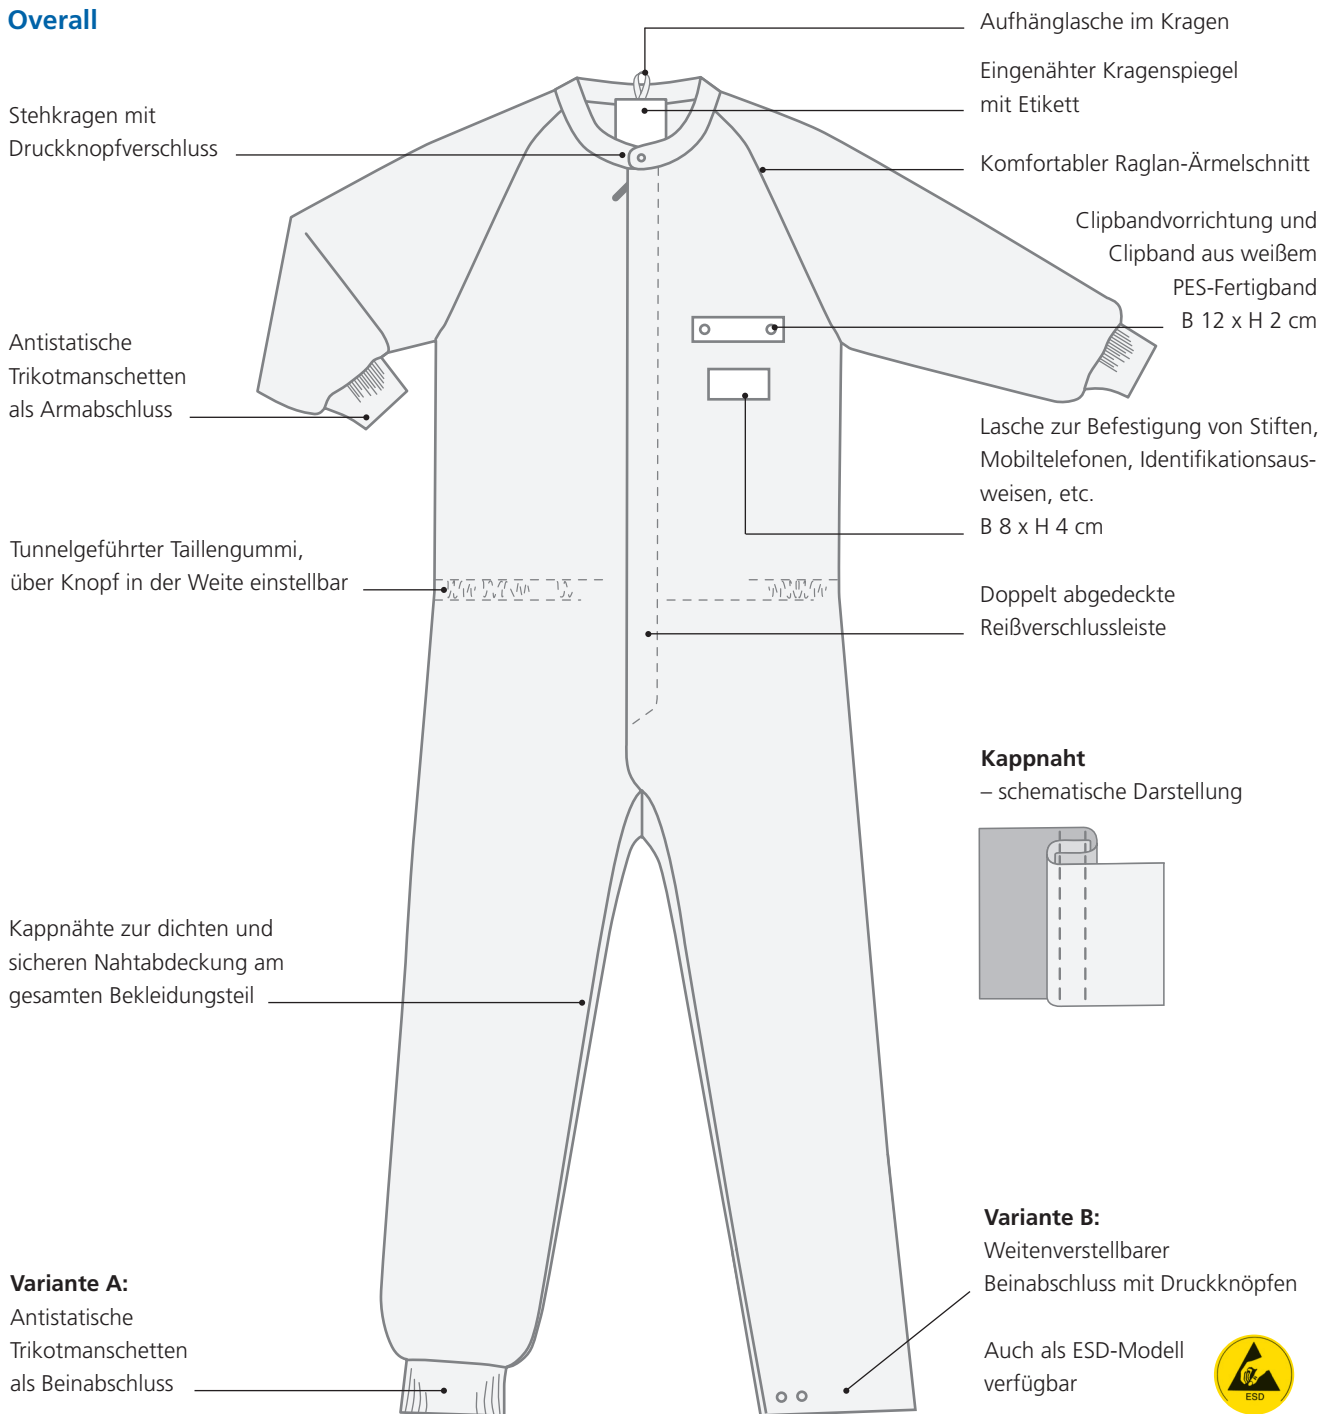 Overall
Aufhänglasche im Kragen
Eingenähter Kragenspiegel
mit Etikett
Stehkragen mit
Druckknopfverschluss
Komfortabler Raglan-Ärmelschnitt
Clipbandvorrichtung und
Clipband aus weißem
PES-Fertigband
B 12 x H 2 cm
Antistatische
Trikotmanschetten
als Armabschluss
Lasche zur Befestigung von Stiften,
Mobiltelefonen, Identifikationsaus-
weisen, etc.
B 8 x H 4 cm
Tunnelgeführter Taillengummi,
über Knopf in der Weite einstellbar
Doppelt abgedeckte
Reißverschlussleiste
Kappnaht
– schematische Darstellung
Kappnähte zur dichten und
sicheren Nahtabdeckung am
gesamten Bekleidungsteil
Variante B:
Weitenverstellbarer
Beinabschluss mit Druckknöpfen
Variante A:
Antistatische
Trikotmanschetten
als Beinabschluss
Auch als ESD-Modell
verfügbar
ESD